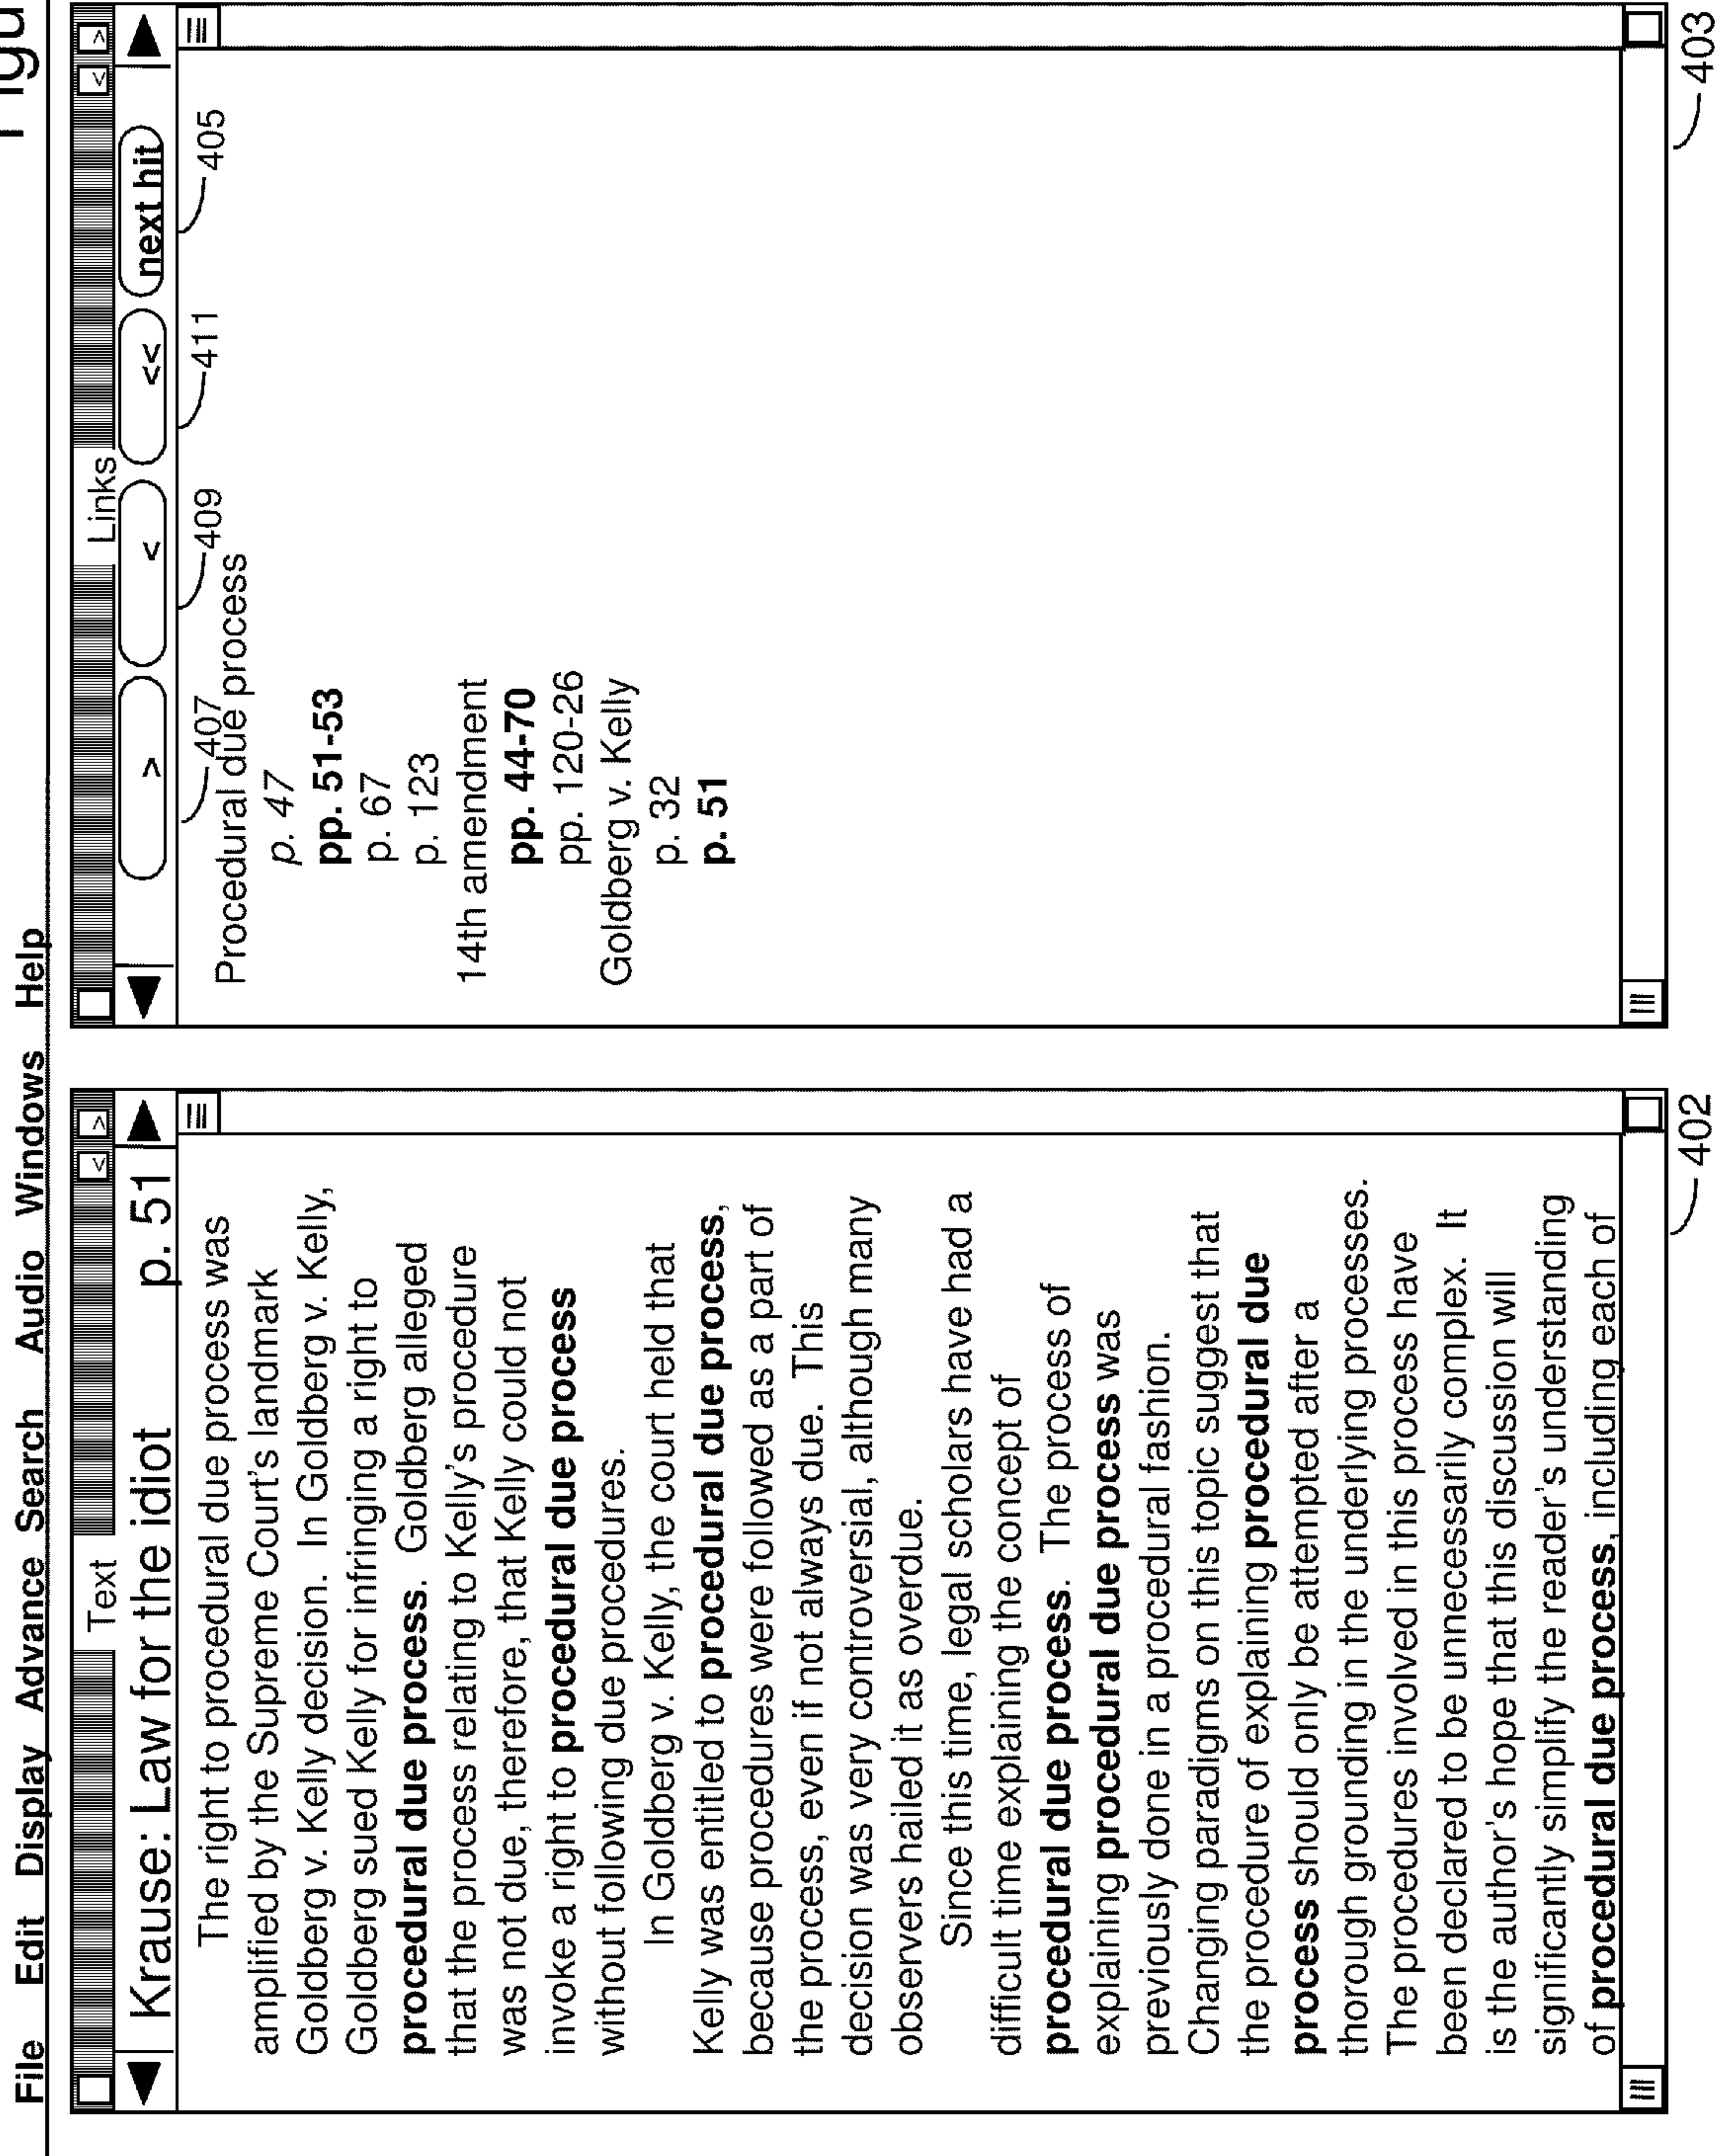 File Edit Display Advance Search Audio Windows Help
Text
Krause: Law for the idiot p. 51
The right to procedural due process was
amplified by the Supreme Court's landmark
Goldberg v. Kelly decision. In Goldberg v. Kelly,
Goldberg sued Kelly for infringing a right to
procedural due process. Goldberg alleged
that the process relating to Kelly's procedure
was not due, therefore, that Kelly could not
invoke a right to procedural due process
without following due procedures.
In Goldberg v. Kelly, the court held that
Kelly was entitled to procedural due process,
because procedures were followed as a part of
the process, even if not always due. This
decision was very controversial, although many
observers hailed it as overdue.
Since this time, legal scholars have had a
difficult time explaining the concept of
procedural due process. The process of
explaining procedural due process was
previously done in a procedural fashion.
Changing paradigms on this topic suggest that
the procedure of explaining procedural due
process should only be attempted after a
thorough grounding in the underlying processes.
The procedures involved in this process have
been declared to be unnecessarily complex. It
is the author's hope that this discussion will
significantly simplify the reader's understanding
of procedural due process, including each of
402
Links
> < << next hit
407 409 411 405
Procedural due process
p. 47
pp. 51-53
p. 67
p. 123
14th amendment
pp. 44-70
pp. 120-26
Goldberg v. Kelly
p. 32
p. 51
403